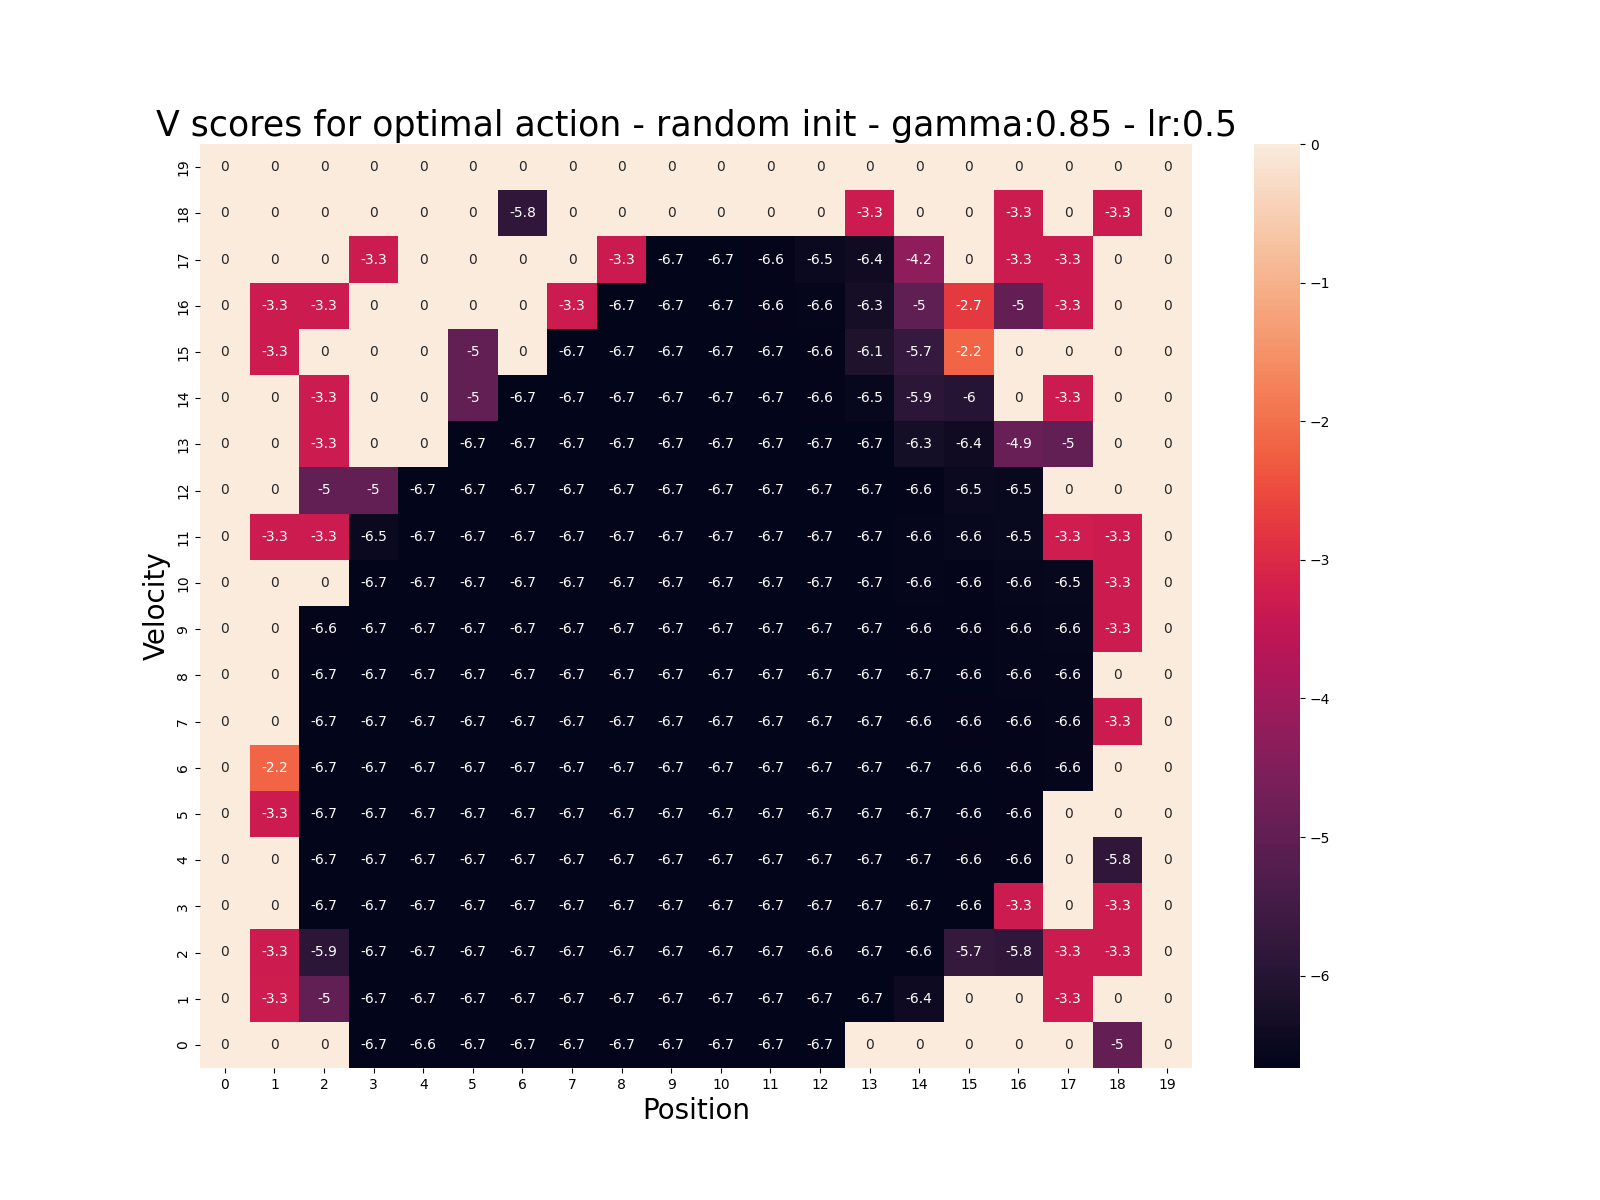 V scores for optimal action - random init - gamma:0.85 - lr:0.5
19 0 0 0 0 0 0 0 0 0 0 0 0 0 0 0 0 0 0 0 0 0
18 0 0 0 0 0 0 -5.8 0 0 0 0 0 0 -3.3 0 0 -3.3 0 -3.3 0
17 0 0 0 -3.3 0 0 0 0 -3.3 -6.7 -6.7 -6.6 -6.5 -6.4 -4.2 0 -3.3 -3.3 0 0 −1
16 0 -3.3 -3.3 0 0 0 0 -3.3 -6.7 -6.7 -6.7 -6.6 -6.6 -6.3 -5 -2.7 -5 -3.3 0 0
15 0 -3.3 0 0 0 -5 0 -6.7 -6.7 -6.7 -6.7 -6.7 -6.6 -6.1 -5.7 -2.2 0 0 0 0
14 0 0 -3.3 0 0 -5 -6.7 -6.7 -6.7 -6.7 -6.7 -6.7 -6.6 -6.5 -5.9 -6 0 -3.3 0 0 −2
13 0 0 -3.3 0 0 -6.7 -6.7 -6.7 -6.7 -6.7 -6.7 -6.7 -6.7 -6.7 -6.3 -6.4 -4.9 -5 0 0
12 0 0 -5 -5 -6.7 -6.7 -6.7 -6.7 -6.7 -6.7 -6.7 -6.7 -6.7 -6.7 -6.6 -6.5 -6.5 0 0 0
11 0 -3.3 -3.3 -6.5 -6.7 -6.7 -6.7 -6.7 -6.7 -6.7 -6.7 -6.7 -6.7 -6.7 -6.6 -6.6 -6.5 -3.3 -3.3 0 −3
Velocity
10 0 0 0 -6.7 -6.7 -6.7 -6.7 -6.7 -6.7 -6.7 -6.7 -6.7 -6.7 -6.7 -6.6 -6.6 -6.6 -6.5 -3.3 0
9 0 0 -6.6 -6.7 -6.7 -6.7 -6.7 -6.7 -6.7 -6.7 -6.7 -6.7 -6.7 -6.7 -6.6 -6.6 -6.6 -6.6 -3.3 0
8 0 0 -6.7 -6.7 -6.7 -6.7 -6.7 -6.7 -6.7 -6.7 -6.7 -6.7 -6.7 -6.7 -6.7 -6.6 -6.6 -6.6 0 0 −4
7 0 0 -6.7 -6.7 -6.7 -6.7 -6.7 -6.7 -6.7 -6.7 -6.7 -6.7 -6.7 -6.7 -6.6 -6.6 -6.6 -6.6 -3.3 0
6 0 -2.2 -6.7 -6.7 -6.7 -6.7 -6.7 -6.7 -6.7 -6.7 -6.7 -6.7 -6.7 -6.7 -6.7 -6.6 -6.6 -6.6 0 0
5 0 -3.3 -6.7 -6.7 -6.7 -6.7 -6.7 -6.7 -6.7 -6.7 -6.7 -6.7 -6.7 -6.7 -6.7 -6.6 -6.6 0 0 0 −5
4 0 0 -6.7 -6.7 -6.7 -6.7 -6.7 -6.7 -6.7 -6.7 -6.7 -6.7 -6.7 -6.7 -6.7 -6.6 -6.6 0 -5.8 0
3 0 0 -6.7 -6.7 -6.7 -6.7 -6.7 -6.7 -6.7 -6.7 -6.7 -6.7 -6.7 -6.7 -6.7 -6.6 -3.3 0 -3.3 0
2 0 -3.3 -5.9 -6.7 -6.7 -6.7 -6.7 -6.7 -6.7 -6.7 -6.7 -6.7 -6.6 -6.7 -6.6 -5.7 -5.8 -3.3 -3.3 0 −6
1 0 -3.3 -5 -6.7 -6.7 -6.7 -6.7 -6.7 -6.7 -6.7 -6.7 -6.7 -6.7 -6.7 -6.4 0 0 -3.3 0 0
0 0 0 0 -6.7 -6.6 -6.7 -6.7 -6.7 -6.7 -6.7 -6.7 -6.7 -6.7 0 0 0 0 0 -5 0
0 1 2 3 4 5 6 7 8 9 10 11 12 13 14 15 16 17 18 19
Position